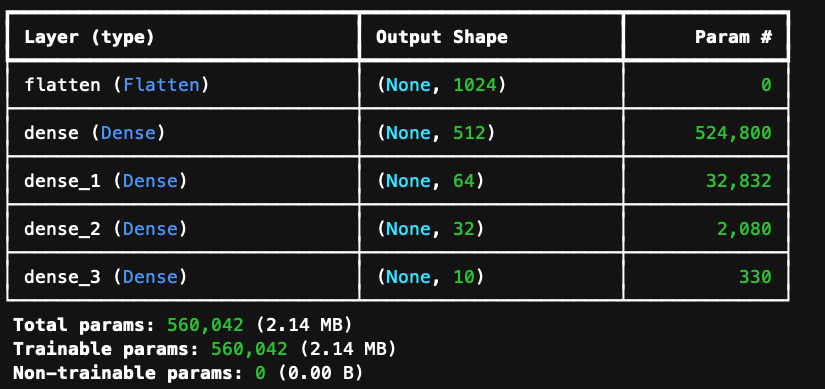 Layer (type) Output Shape Param #
flatten (Flatten) (None, 1024) 0
dense (Dense) (None, 512) 524,800
dense_1 (Dense) (None, 64) 32,832
dense_2 (Dense) (None, 32) 2,080
dense_3 (Dense) (None, 10) 330
Total params: 560,042 (2.14 MB)
Trainable params: 560,042 (2.14 MB)
Non-trainable params: 0 (0.00 B)